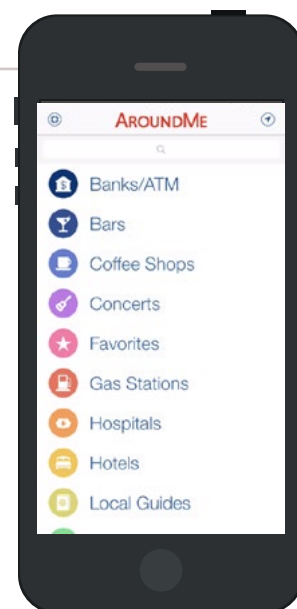 AROUNDME
Banks/ATM
Bars
Coffee Shops
Concerts
Favorites
Gas Stations
Hospitals
Hotels
Local Guides